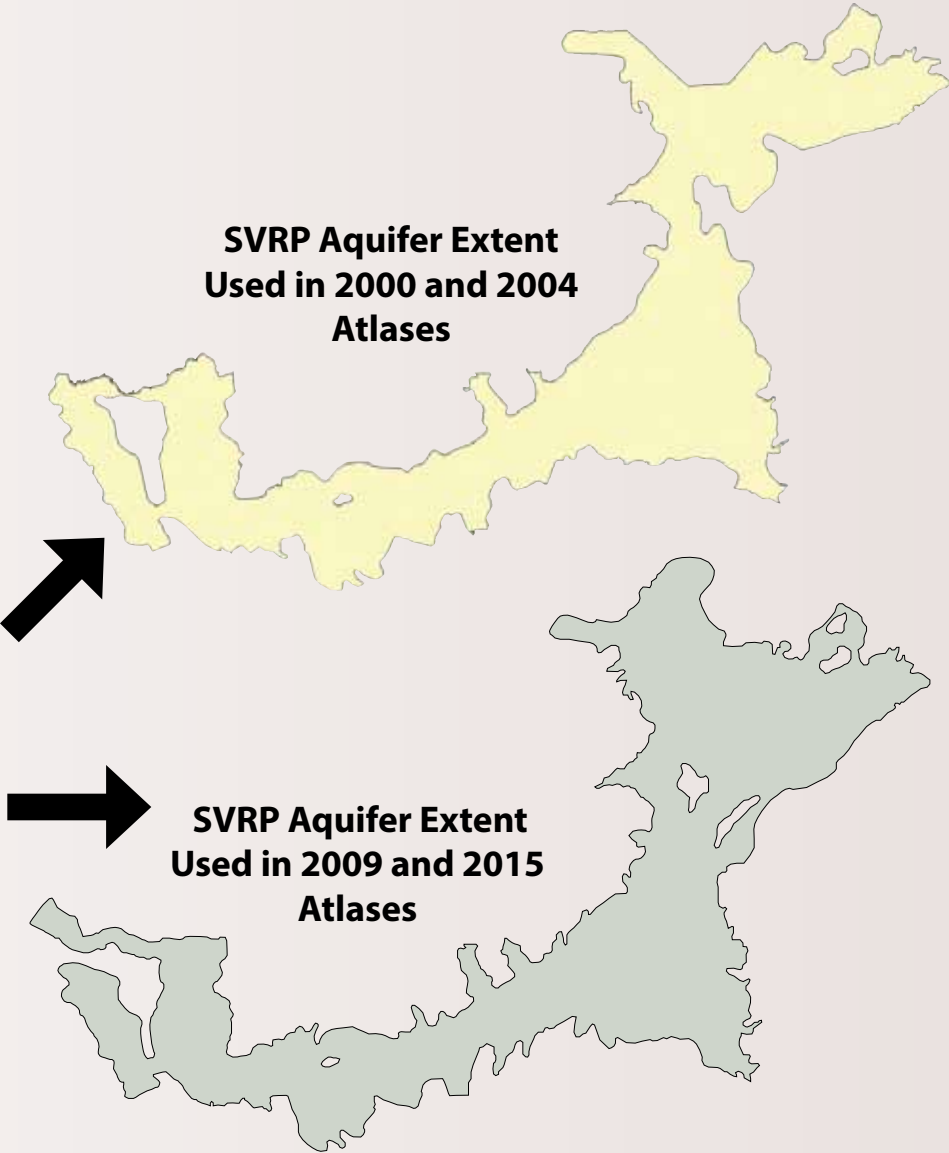 SVRP Aquifer Extent
Used in 2000 and 2004
Atlases
SVRP Aquifer Extent
Used in 2009 and 2015
Atlases